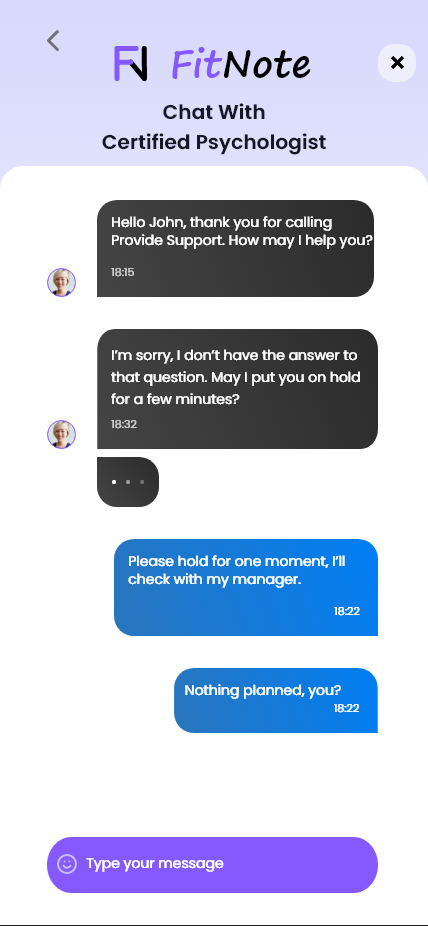 FN FitNote
Chat With
Certified Psychologist
Hello John, thank you for calling
Provide Support. How may I help you?
18:15
I'm sorry, I don't have the answer to
that question. May I put you on hold
for a few minutes?
18:32
Please hold for one moment, I'll
check with my manager.
18:22
Nothing planned, you?
18:22
Type your message